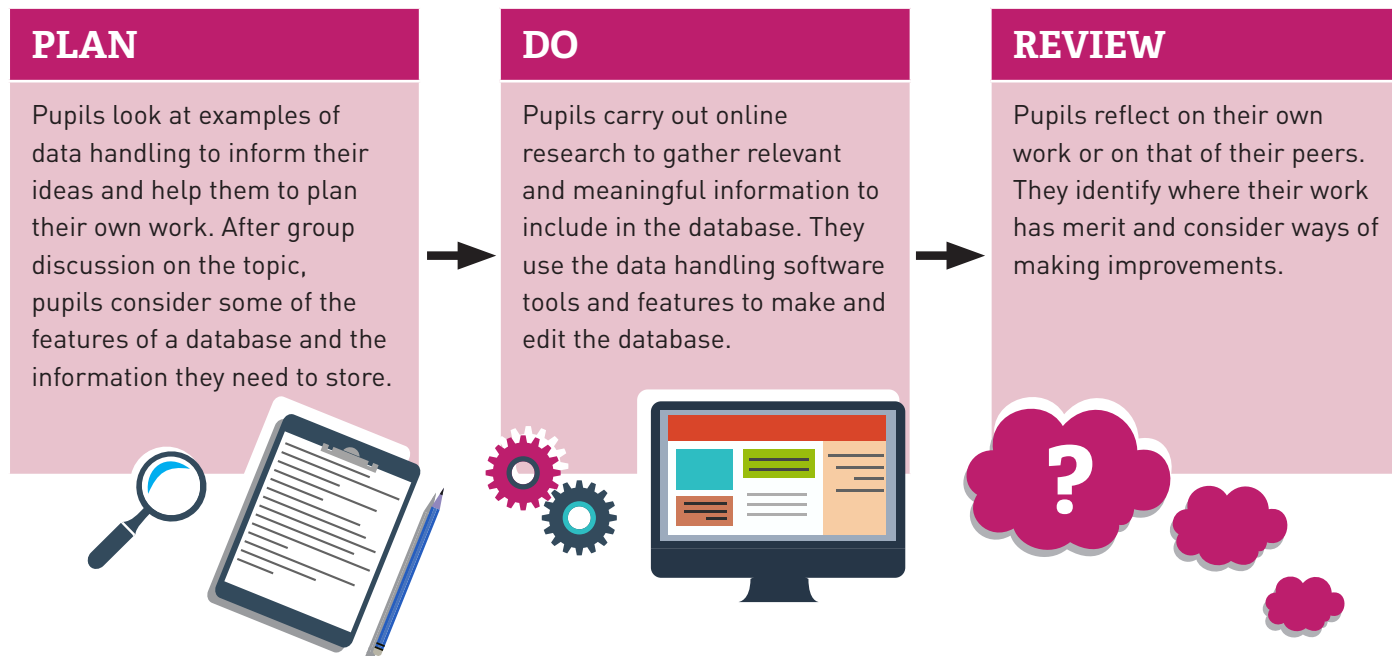 PLAN
Pupils look at examples of
data handling to inform their
ideas and help them to plan
their own work. After group
discussion on the topic,
pupils consider some of the
features of a database and the
information they need to store.
DO
Pupils carry out online
research to gather relevant
and meaningful information to
include in the database. They
use the data handling software
tools and features to make and
edit the database.
REVIEW
Pupils reflect on their own
work or on that of their peers.
They identify where their work
has merit and consider ways of
making improvements.
?